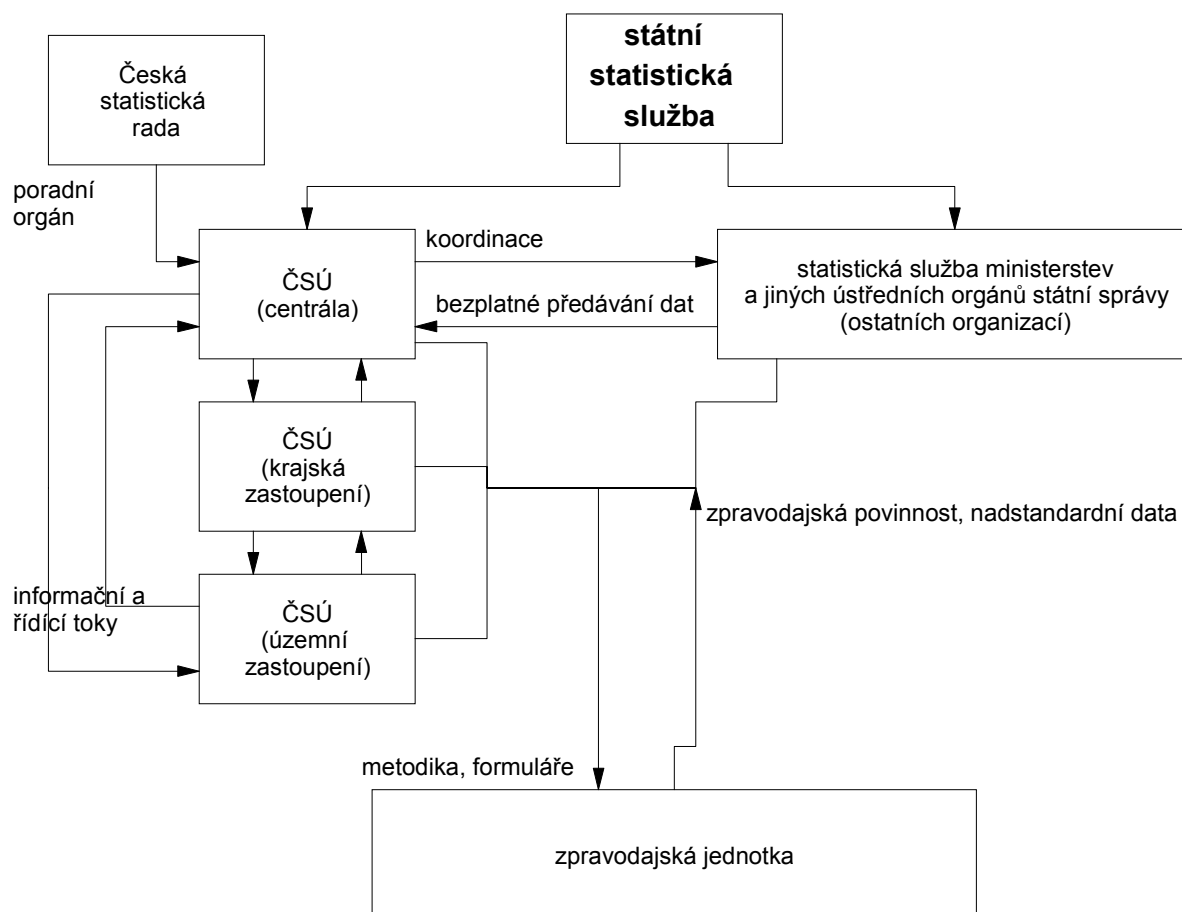 státní
statistická
služba
Česká
statistická
rada
poradní
orgán
ČSÚ
(centrála)
koordinace
bezplatné předávání dat
statistická služba ministerstev
a jiných ústředních orgánů státní správy
(ostatních organizací)
ČSÚ
(krajská
zastoupení)
zpravodajská povinnost, nadstandardní data
informační a
řídící toky
ČSÚ
(územní
zastoupení)
metodika, formuláře
zpravodajská jednotka